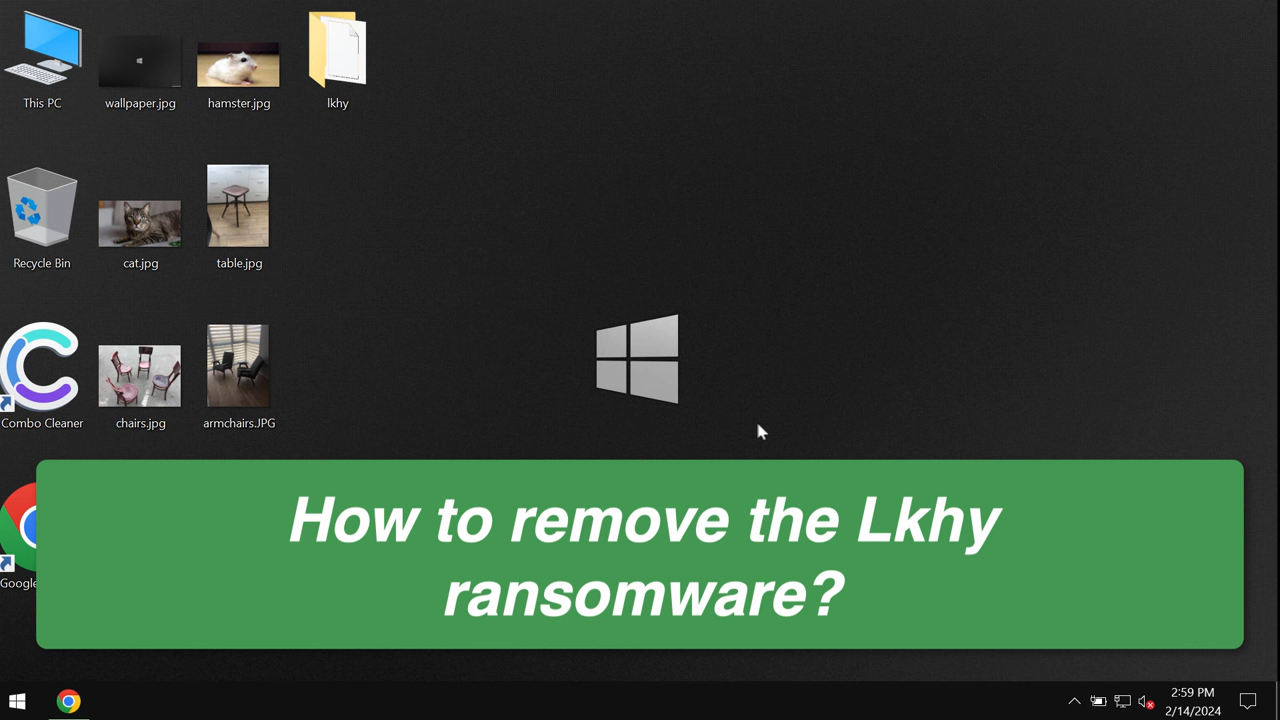 This PC
wallpaper.jpg
hamster.jpg
lkhy
Recycle Bin
cat.jpg
table.jpg
Combo Cleaner
chairs.jpg
armchairs.JPG
Google
How to remove the Lkhy
ransomware?
2:59 PM
2/14/2024